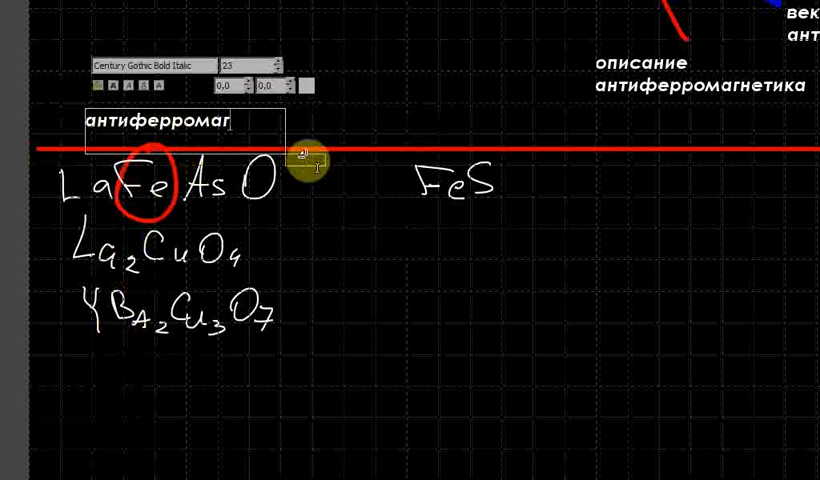 век
ант
описание
антиферромагнетика
Century Gothic Bold Italic 23
0,0 0,0
антиферромаг
LaFeAsO FeS
La2CuO4
YBA2Cu3O7